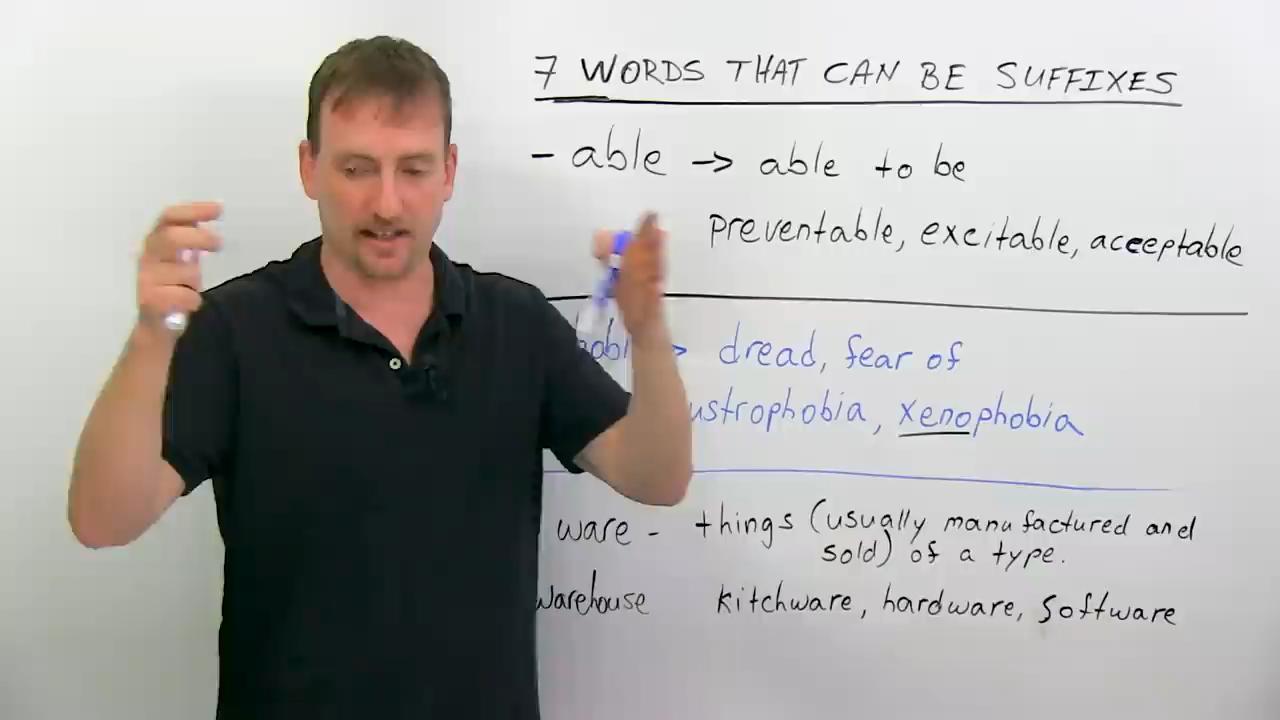 7 WORDS THAT CAN BE SUFFIXES
- able -> able to be
preventable, excitable, acceptable
dread, fear of
xenophobia
ware - things (usually manufactured and
sold) of a type.
warehouse kitchware, hardware, software